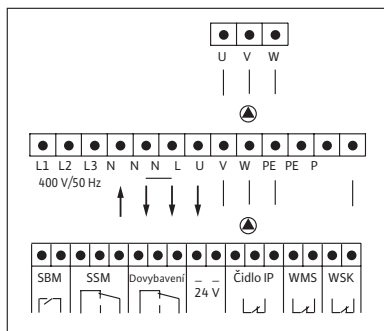 U V W
L1 L2 L3 N N N L U V W PE PE P
400 V/50 Hz
SBM SSM Dovybavení 24 V Čidlo IP WMS WSK